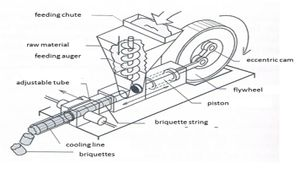 feeding chute
raw material
feeding auger
adjustable tube
eccentric cam
flywheel
piston
briquette string
cooling line
briquettes